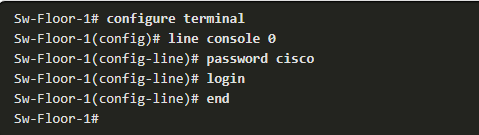 Sw-Floor-1# configure terminal
Sw-Floor-1(config)# line console 0
Sw-Floor-1(config-line)# password cisco
Sw-Floor-1(config-line)# login
Sw-Floor-1(config-line)# end
Sw-Floor-1#